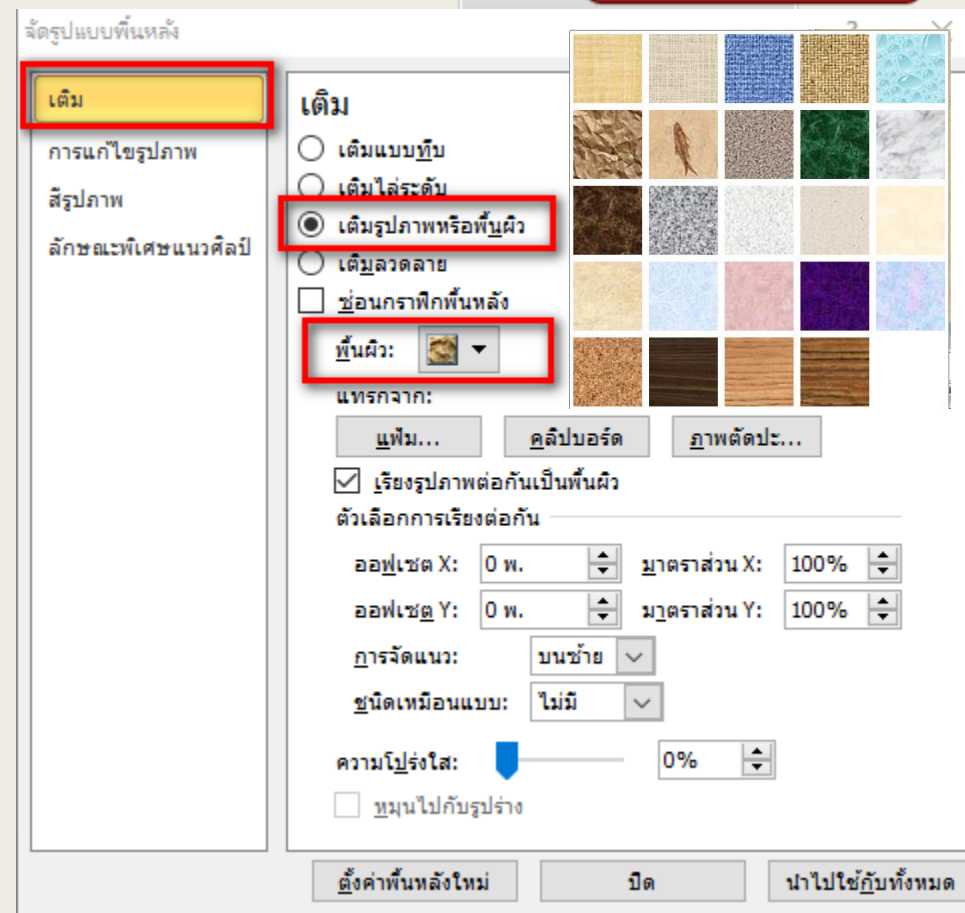 จัดรูปแบบพื้นหลัง
เติม
การแก้ไขรูปภาพ
สีรูปภาพ
ลักษณะพิเศษแนวศิลป์
เติม
เติมแบบทึบ
เติมไล่ระดับ
เติมรูปภาพหรือพื้นผิว
เติมลวดลาย
ซ่อนกราฟิกพื้นหลัง
พื้นผิว:
แทรกจาก:
แฟ้ม... คลิปบอร์ด ภาพตัดปะ...
เรียงรูปภาพต่อกันเป็นพื้นผิว
ตัวเลือกการเรียงต่อกัน
ออฟเซต X: 0 พ. มาตราส่วน X: 100%
ออฟเซต Y: 0 พ. มาตราส่วน Y: 100%
การจัดแนว: บนซ้าย
ชนิดเหมือนแบบ: ไม่มี
ความโปร่งใส: 0%
หมุนไปกับรูปร่าง
ตั้งค่าพื้นหลังใหม่ ปิด นำไปใช้กับทั้งหมด